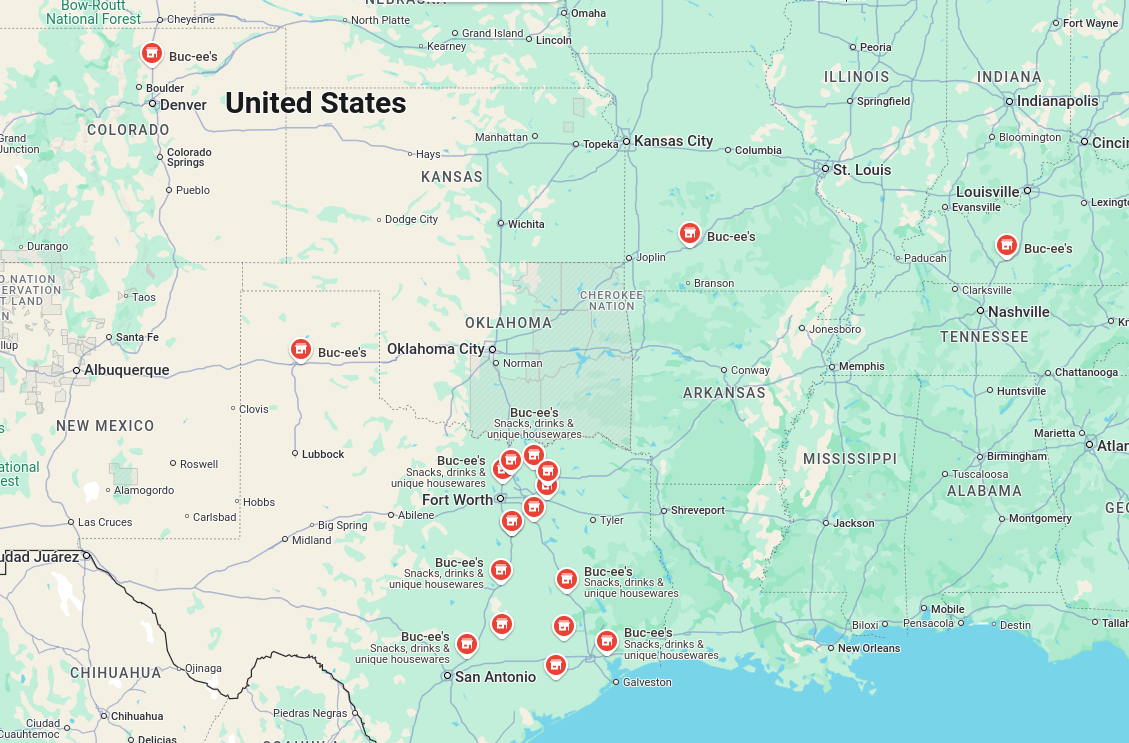 NEBRASKA
Bow-Routt
National Forest
Cheyenne
North Platte
Omaha
Grand Island
Lincoln
Kearney
Fort Wayne
Peoria
Buc-ee's
Boulder
Denver
United States
ILLINOIS
INDIANA
Springfield
Indianapolis
COLORADO
Grand
Junction
Manhattan
Topeka
Kansas City
Columbia
Bloomington
Cincin
Colorado
Springs
Hays
KANSAS
St. Louis
Pueblo
Louisville
Evansville
Lexingto
Dodge City
Wichita
Buc-ee's
Buc-ee's
Durango
Joplin
Paducah
O NATION
ERVATION
T LAND
N
Taos
Branson
CHEROKEE
NATION
Clarksville
Nashville
OKLAHOMA
Jonesboro
TENNESSEE
Kn
llup
Santa Fe
Buc-ee's
Oklahoma City
Norman
Albuquerque
Conway
Memphis
Chattanooga
ARKANSAS
Huntsville
Clovis
Buc-ee's
Snacks, drinks &
unique housewares
NEW MEXICO
Marietta
Atlan
Lubbock
Birmingham
ational
est
Roswell
Buc-ee's
Snacks, drinks &
unique housewares
MISSISSIPPI
Tuscaloosa
ALABAMA
Alamogordo
Hobbs
Carlsbad
Fort Worth
Abilene
GEO
Las Cruces
Big Spring
Midland
Tyler
Shreveport
Jackson
Montgomery
udad Juárez
Buc-ee's
Snacks, drinks &
unique housewares
Buc-ee's
Snacks, drinks &
unique housewares
Mobile
Biloxi
Pensacola
Destin
Tallah
Buc-ee's
Snacks, drinks &
unique housewares
Buc-ee's
Snacks, drinks &
unique housewares
New Orleans
CHIHUAHUA
Ojinaga
San Antonio
Galveston
Chihuahua
Piedras Negras
Ciudad
Cuauhtemoc
Delicias
COAHUILA